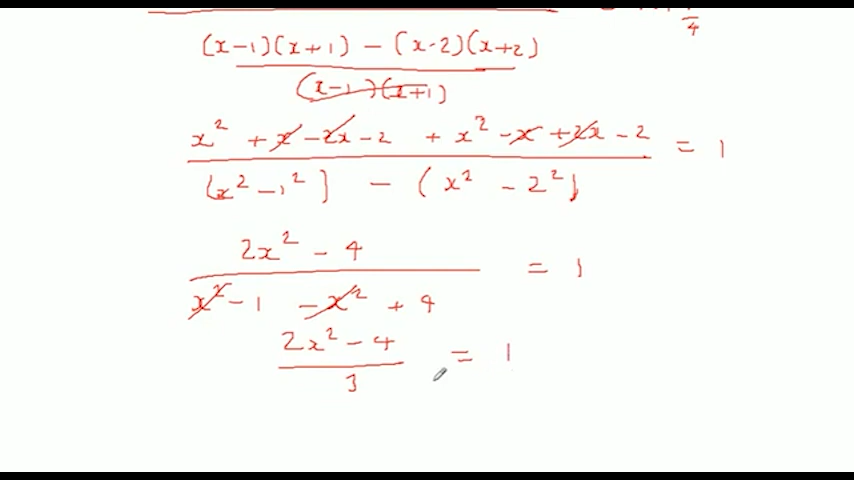 (x-1)(x+1) - (x-2)(x+2)
(x-1)(x+1)
x² + x - 2x - 2 + x² - x + 2x - 2 = 1
(x² - 1²) - (x² - 2²)
2x² - 4 = 1
x² - 1 - x² + 4
2x² - 4 = 1
3